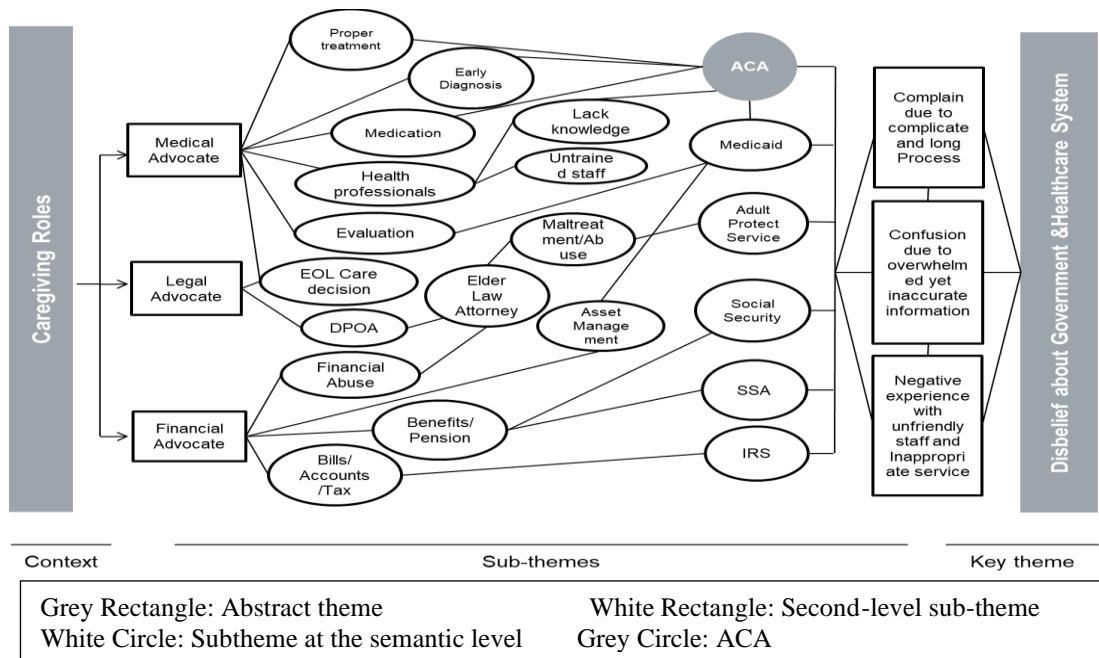 Caregiving Roles
Medical
Advocate
Legal
Advocate
Financial
Advocate
Proper
treatment
Early
Diagnosis
Medication
Health
professionals
Evaluation
EOL Care
decision
DPOA
Financial
Abuse
Benefits/
Pension
Bills/
Accounts
/Tax
Lack
knowledge
Untraine
d staff
Maltreat
ment/Ab
use
Elder
Law
Attorney
Asset
Manage
ment
ACA
Medicaid
Adult
Protect
Service
Social
Security
SSA
IRS
Complain
due to
complicate
and long
Process
Confusion
due to
overwhelm
ed yet
inaccurate
information
Negative
experience
with
unfriendly
staff and
Inappropri
ate service
Disbelief about Government &Healthcare System
Context
Sub-themes
Key theme
Grey Rectangle: Abstract theme
White Rectangle: Second-level sub-theme
White Circle: Subtheme at the semantic level
Grey Circle: ACA